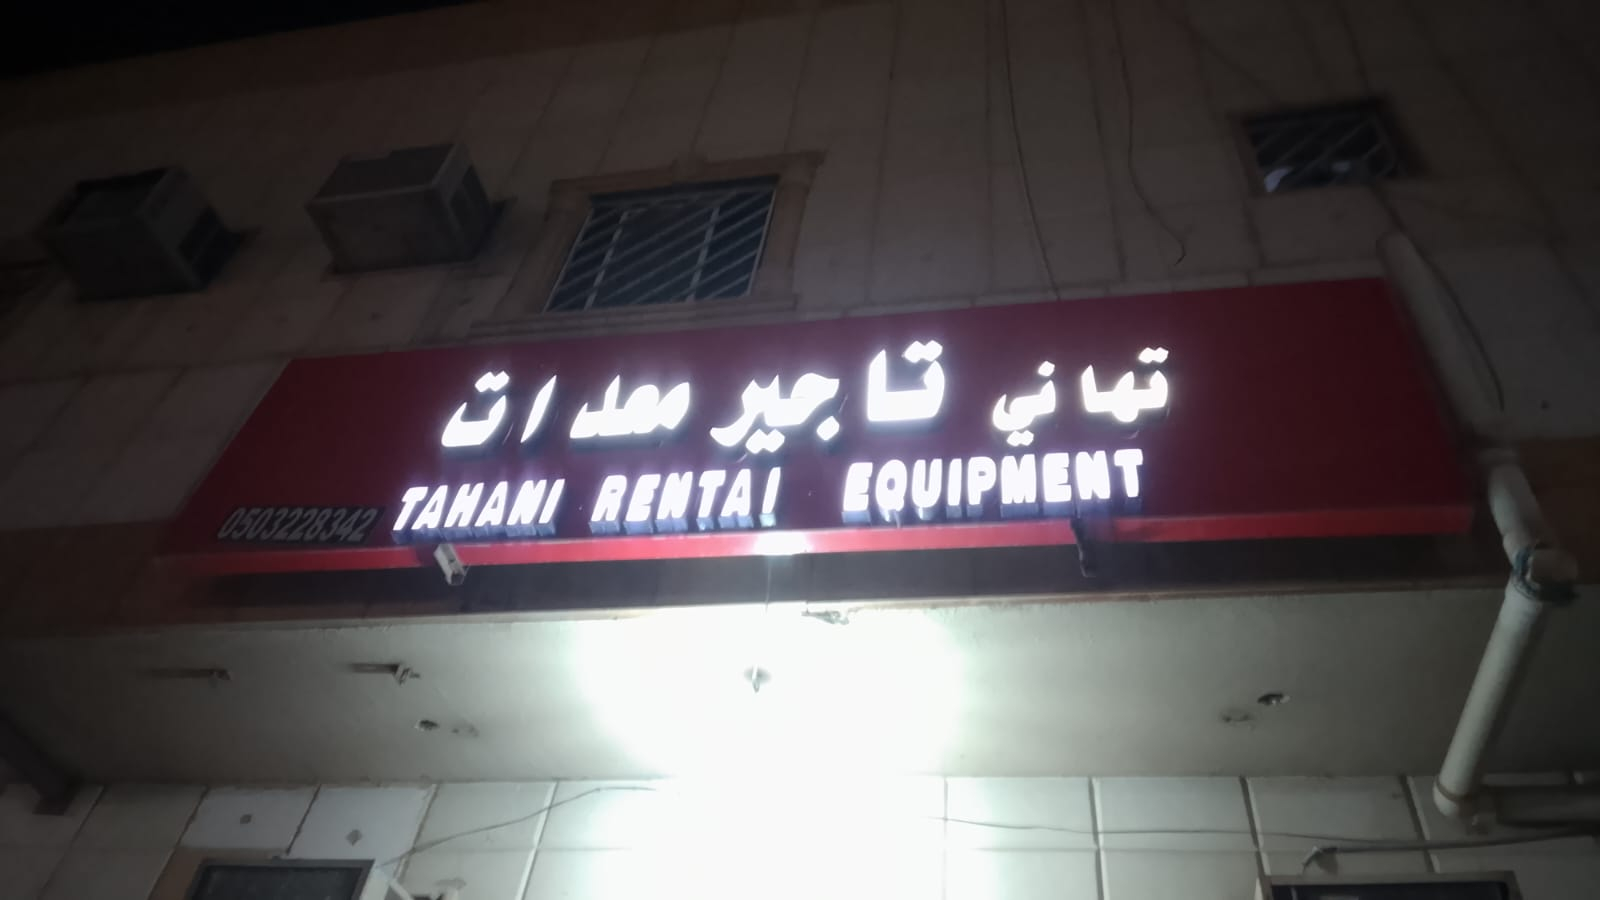 تهاني تاجير معدات
TAHANI RENTAI EQUIPMENT
0503228342